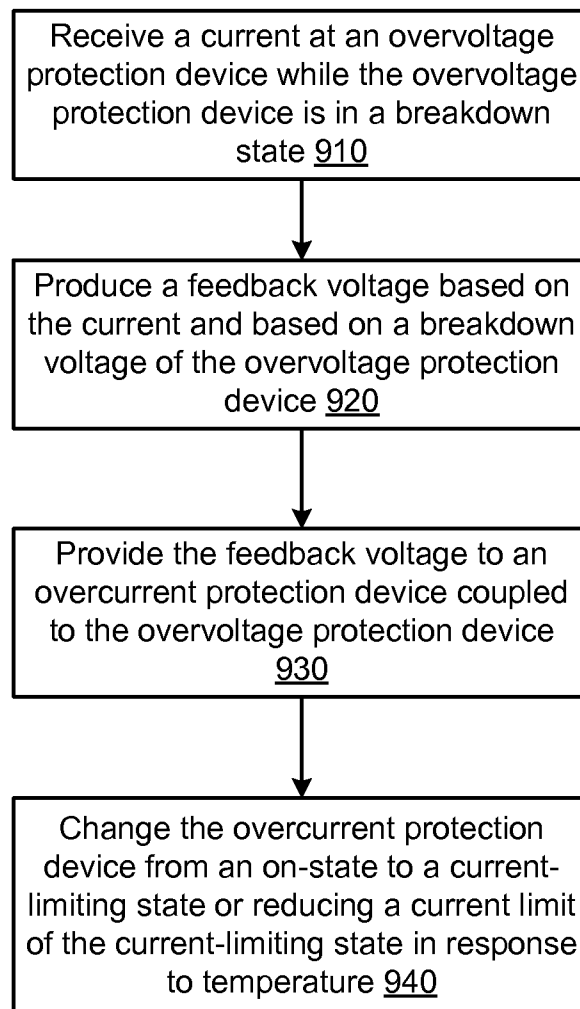 Receive a current at an overvoltage
protection device while the overvoltage
protection device is in a breakdown
state 910
Produce a feedback voltage based on
the current and based on a breakdown
voltage of the overvoltage protection
device 920
Provide the feedback voltage to an
overcurrent protection device coupled
to the overvoltage protection device
930
Change the overcurrent protection
device from an on-state to a current-
limiting state or reducing a current limit
of the current-limiting state in response
to temperature 940